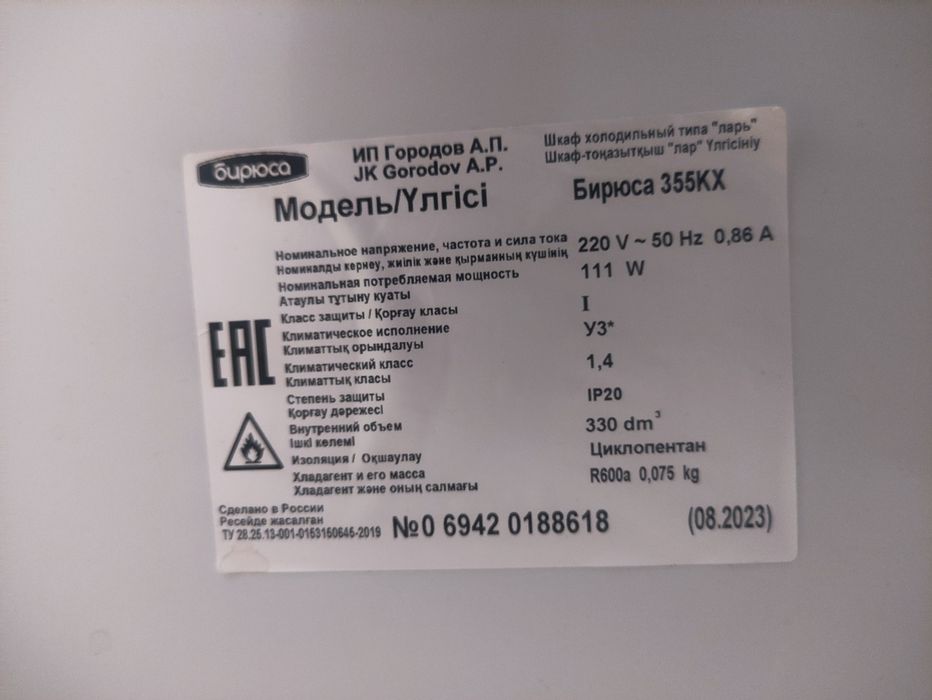 бирюса
ИП Городов А.П.
JK Gorodov A.P.
Шкаф холодильный типа "ларь"
Шкаф-тоңазытқыш "лар" Үлгісініу
Модель/Үлгісі
Бирюса 355КХ
Номинальное напряжение, частота и сила тока
Номиналды кернеу, жиілік және қырманның күшінің
220 V ~ 50 Hz 0,86 A
Номинальная потребляемая мощность
Атаулы тұтыну қуаты
111 W
Класс защиты / Қорғау класы
I
Климатическое исполнение
Климаттық орындалуы
У3*
Климатический класс
Климаттық класы
1,4
Степень защиты
Қорғау дәрежесі
IP20
Внутренний объем
Ішкі көлемі
330 dm³
Изоляция / Оқшаулау
Циклопентан
Хладагент и его масса
Хладагент және оның салмағы
R600a 0,075 kg
EAC
Сделано в России
Ресейде жасалған
ТУ 28.25.13-001-0153150645-2019
№0 6942 0188618
(08.2023)